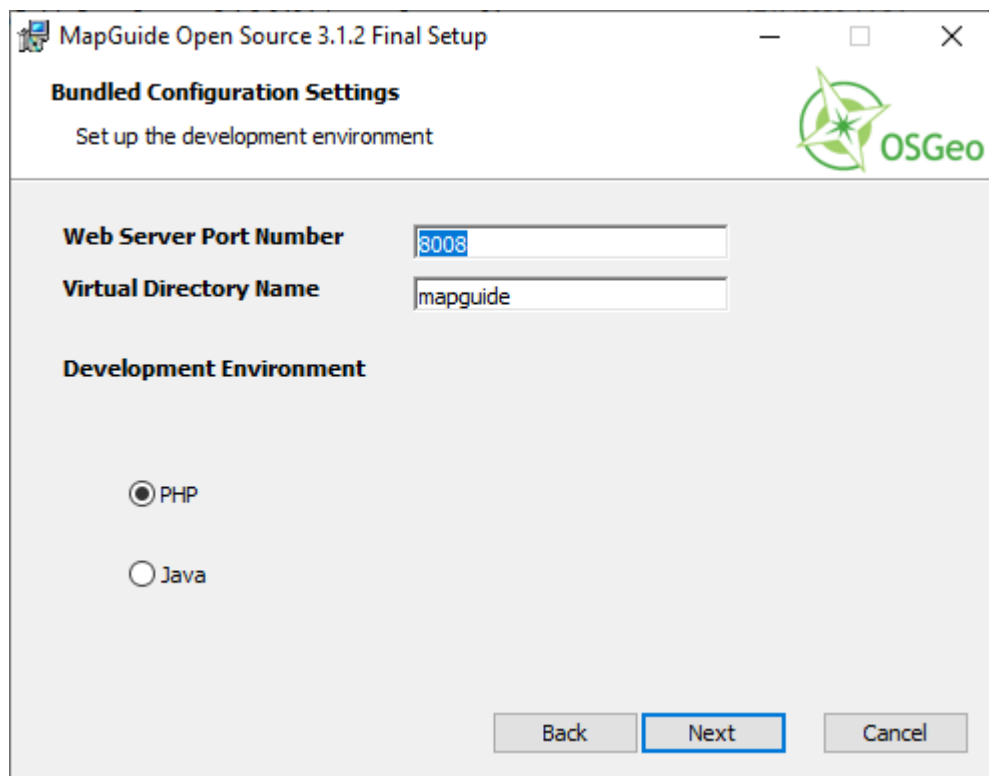 MapGuide Open Source 3.1.2 Final Setup
Bundled Configuration Settings
Set up the development environment
OSGeo
Web Server Port Number 8008
Virtual Directory Name mapguide
Development Environment
PHP
Java
Back Next Cancel